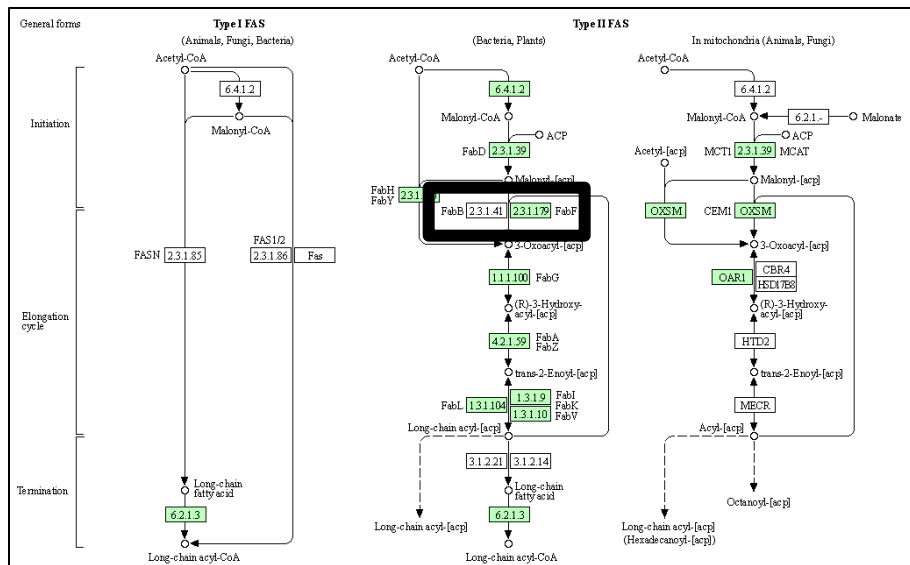 General forms
Type I FAS
(Animals, Fungi, Bacteria)
Acetyl-CoA
6.4.1.2
Malonyl-CoA
FASN
2.3.1.85
FAS1/2
2.3.1.86
Fas
Long-chain
fatty acid
6.2.1.3
Long-chain acyl-CoA
Initiation
Elongation
cycle
Termination
Type II FAS
(Bacteria, Plants)
Acetyl-CoA
6.4.1.2
Malonyl-CoA
ACP
FabD
2.3.1.39
Malonyl-[acp]
FabH
FabY
FabB
2.3.1.41
2.3.1.179
FabF
3-Oxoacyl-[acp]
1.1.1.100
FabG
(R)-3-Hydroxy-
acyl-[acp]
4.2.1.59
FabA
FabZ
trans-2-Enoyl-[acp]
FabL
1.3.1.104
1.3.1.9
1.3.1.10
FabI
FabK
FabV
Long-chain acyl-[acp]
3.1.2.21
3.1.2.14
Long-chain
fatty acid
Long-chain acyl-[acp]
6.2.1.3
Long-chain acyl-CoA
In mitochondria (Animals, Fungi)
Acetyl-CoA
6.4.1.2
Malonyl-CoA
6.2.1.-
Malonate
ACP
Acetyl-[acp]
MCT1
2.3.1.39
MCAT
Malonyl-[acp]
OXSM
CEM1
OXSM
3-Oxoacyl-[acp]
OAR1
CBR4
HSD17B8
(R)-3-Hydroxy-
acyl-[acp]
HTD2
trans-2-Enoyl-[acp]
MECR
Acyl-[acp]
Octanoyl-[acp]
Long-chain acyl-[acp]
(Hexadecanoyl-[acp])